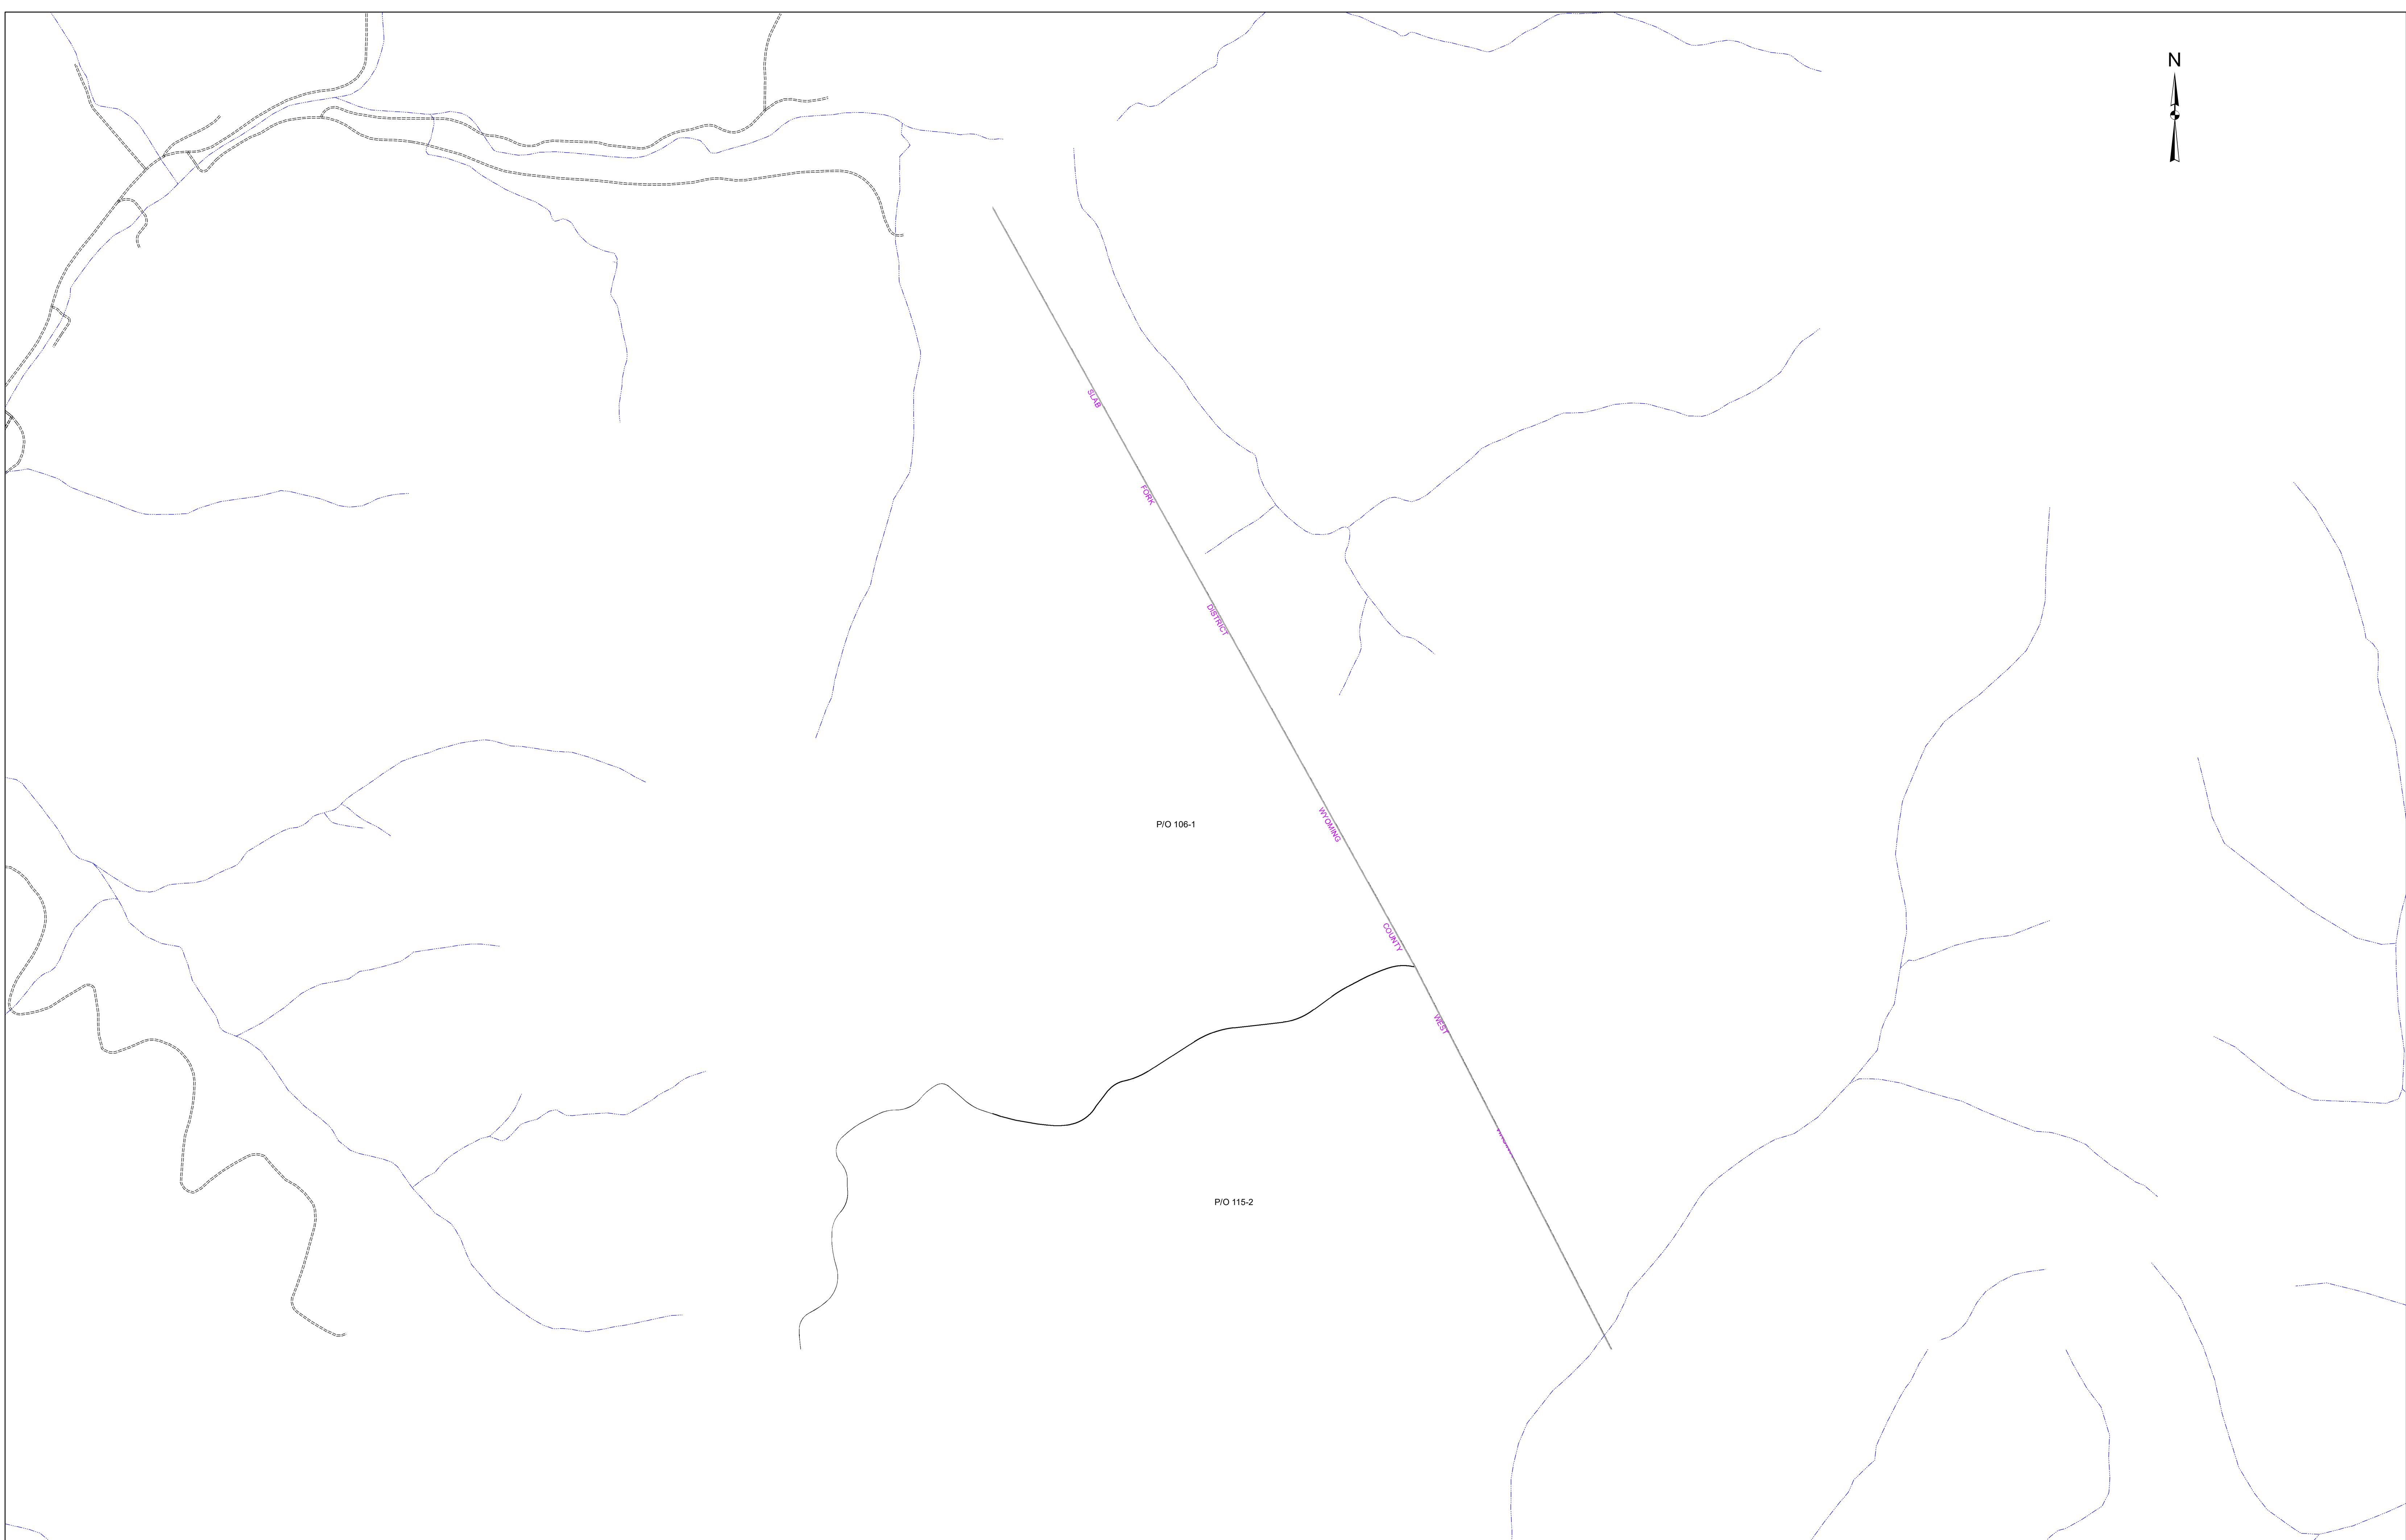 N
SLAB
FORK
DISTRICT
WYOMING
P/O 106-1
COUNTY
WEST
P/O 115-2